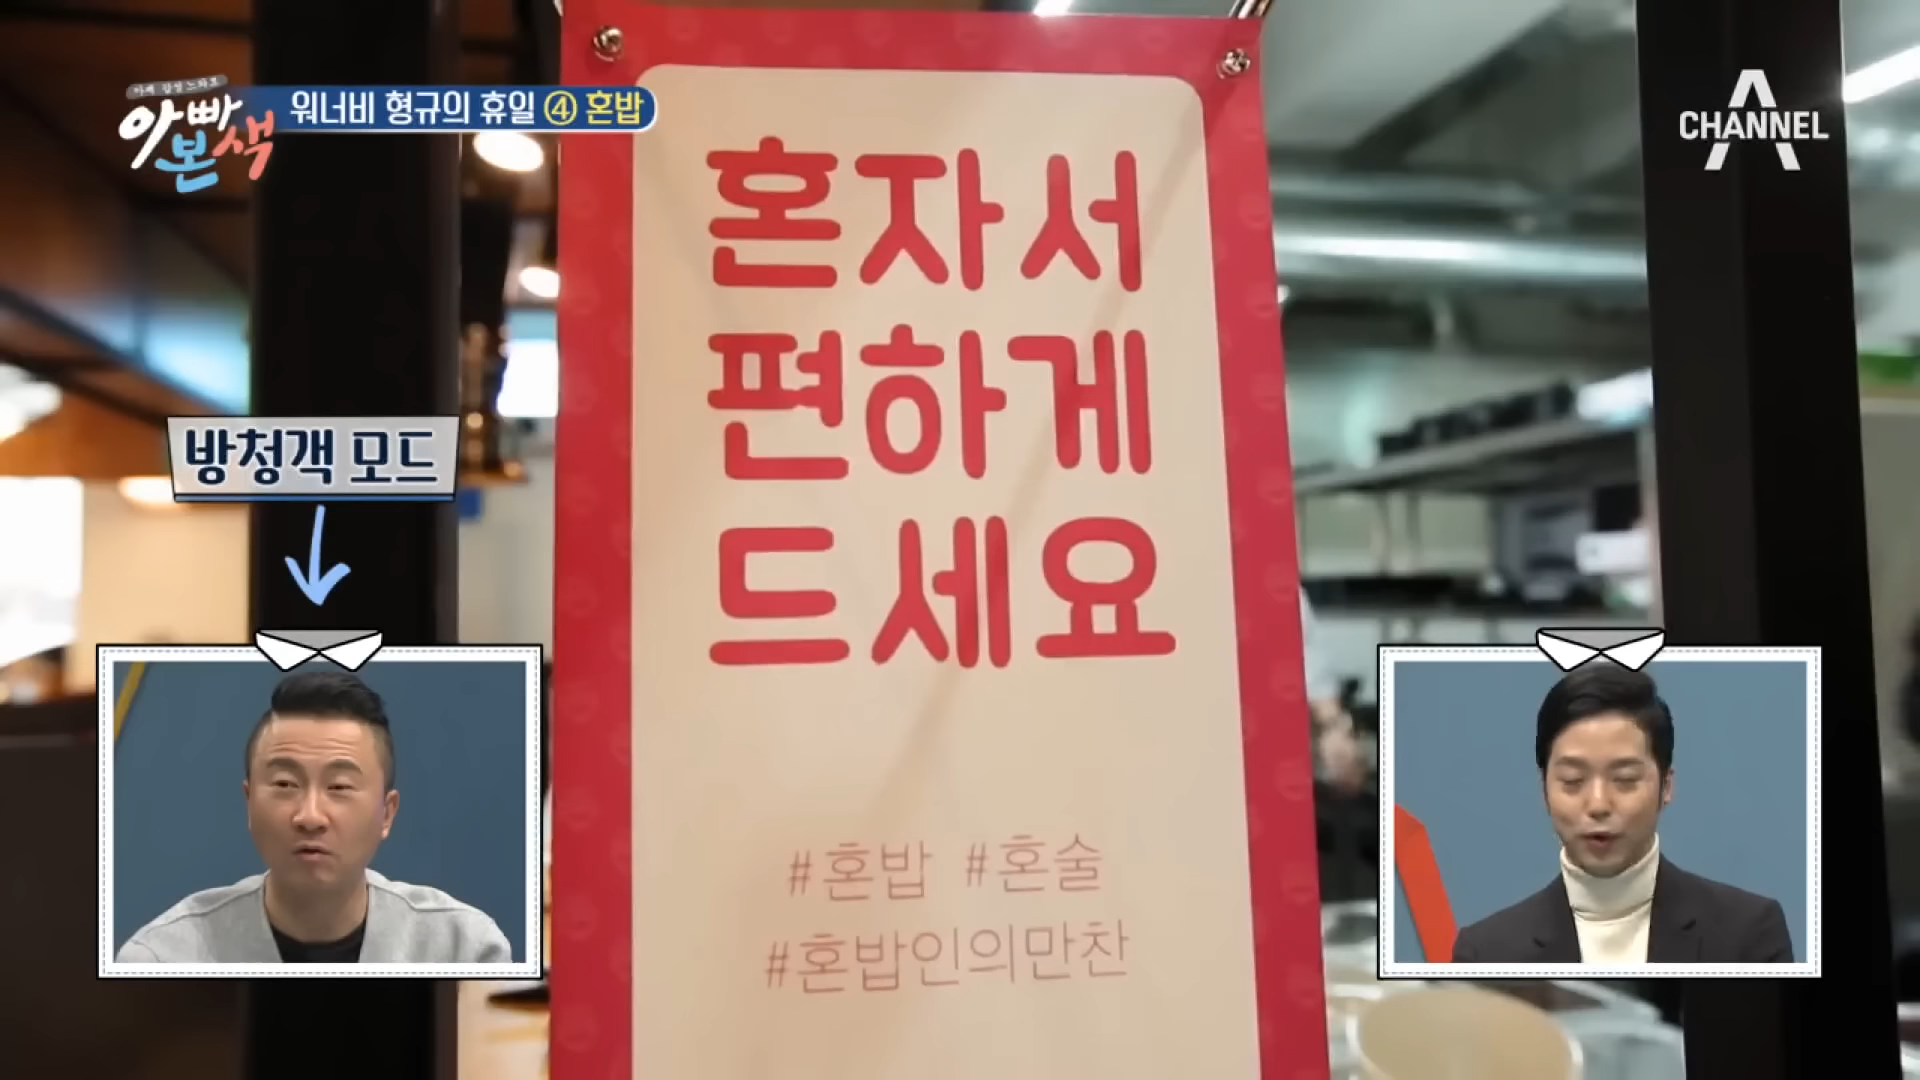 아빠본색
워너비 형규의 휴일 ④ 혼밥
CHANNEL A
혼자서
편하게
드세요
방청객 모드
#혼밥 #혼술
#혼밥인의만찬